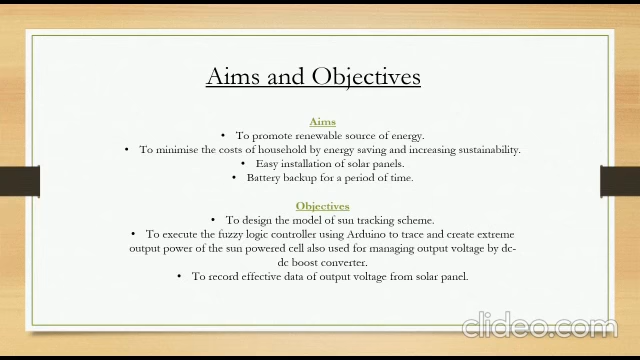 Aims and Objectives
Aims
• To promote renewable source of energy.
• To minimise the costs of household by energy saving and increasing sustainability.
• Easy installation of solar panels.
• Battery backup for a period of time.
Objectives
• To design the model of sun tracking scheme.
• To execute the fuzzy logic controller using Arduino to trace and create extreme
output power of the sun powered cell also used for managing output voltage by dc-
dc boost converter.
• To record effective data of output voltage from solar panel.
clideo.com